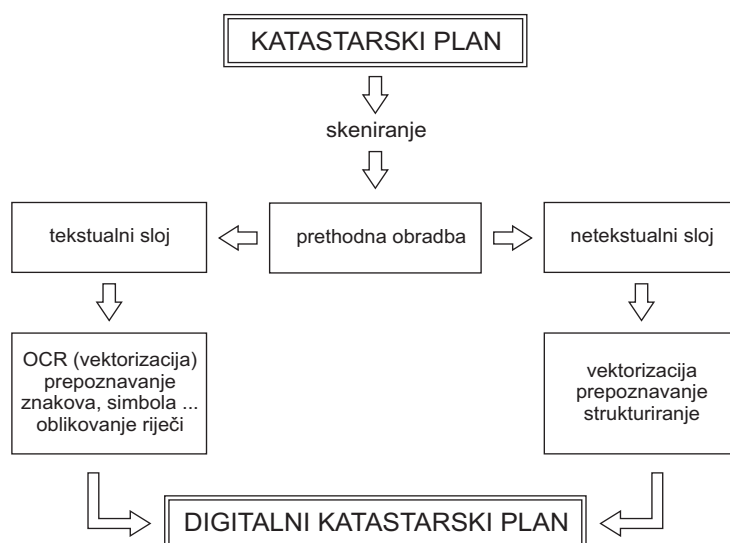 KATASTARSKI PLAN
skeniranje
tekstualni sloj
prethodna obradba
netekstualni sloj
OCR (vektorizacija)
prepoznavanje
znakova, simbola ...
oblikovanje riječi
vektorizacija
prepoznavanje
strukturiranje
DIGITALNI KATASTARSKI PLAN